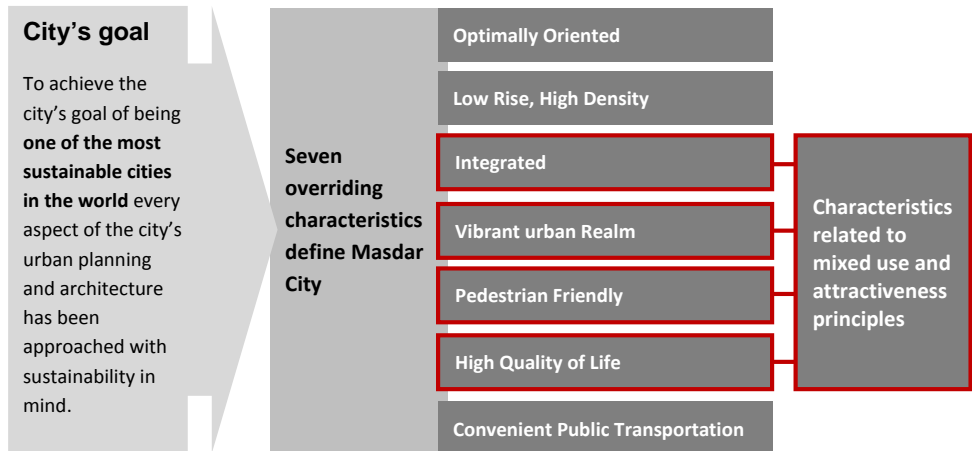 City’s goal
To achieve the
city’s goal of being
one of the most
sustainable cities
in the world every
aspect of the city’s
urban planning
and architecture
has been
approached with
sustainability in
mind.
Seven
overriding
characteristics
define Masdar
City
Optimally Oriented
Low Rise, High Density
Integrated
Vibrant urban Realm
Pedestrian Friendly
High Quality of Life
Convenient Public Transportation
Characteristics
related to
mixed use and
attractiveness
principles